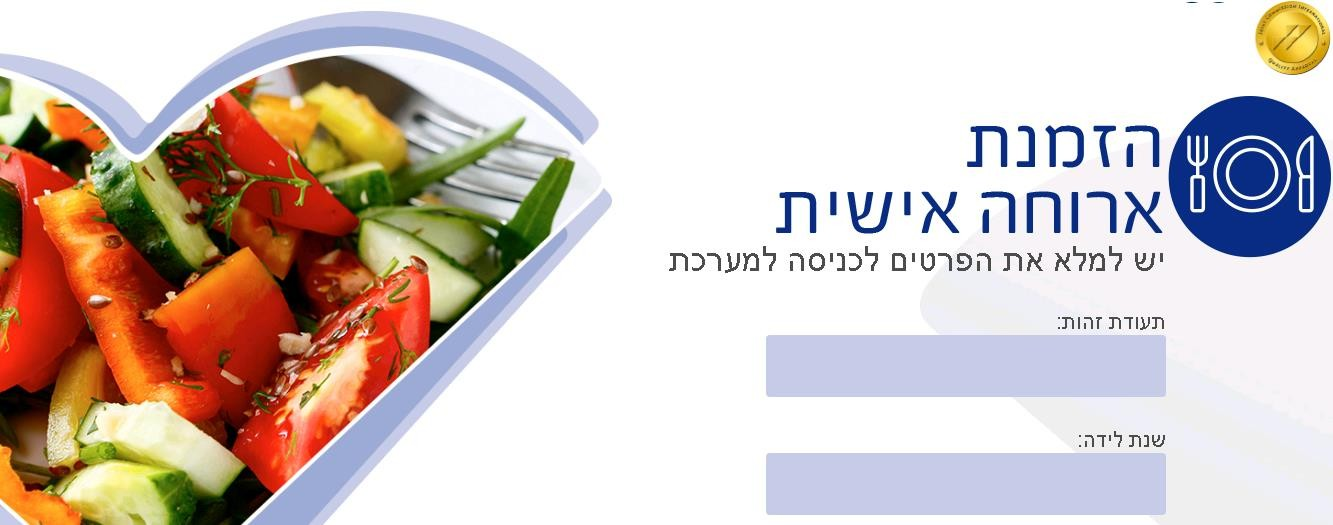 הזמנת
ארוחה אישית
יש למלא את הפרטים לכניסה למערכת
תעודת זהות:
שנת לידה: